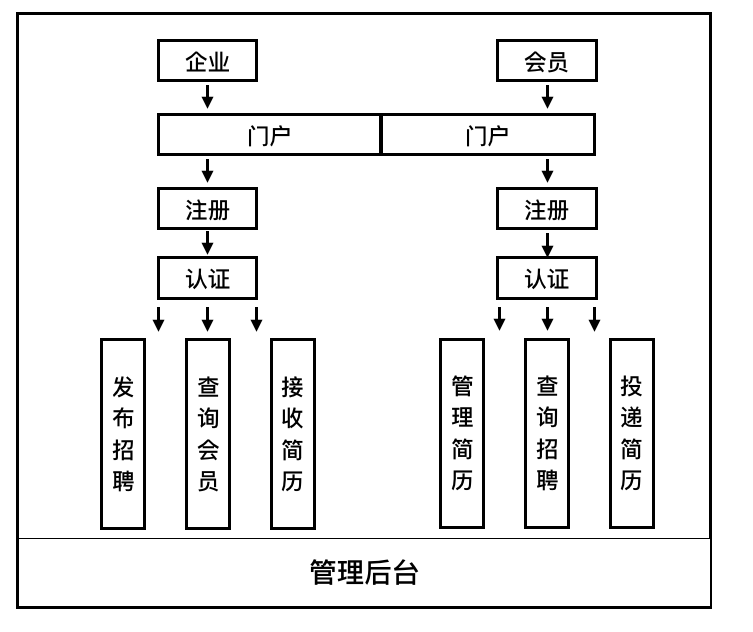 企业
会员
门户
门户
注册
注册
认证
认证
发布招聘
查询会员
接收简历
管理简历
查询招聘
投递简历
管理后台